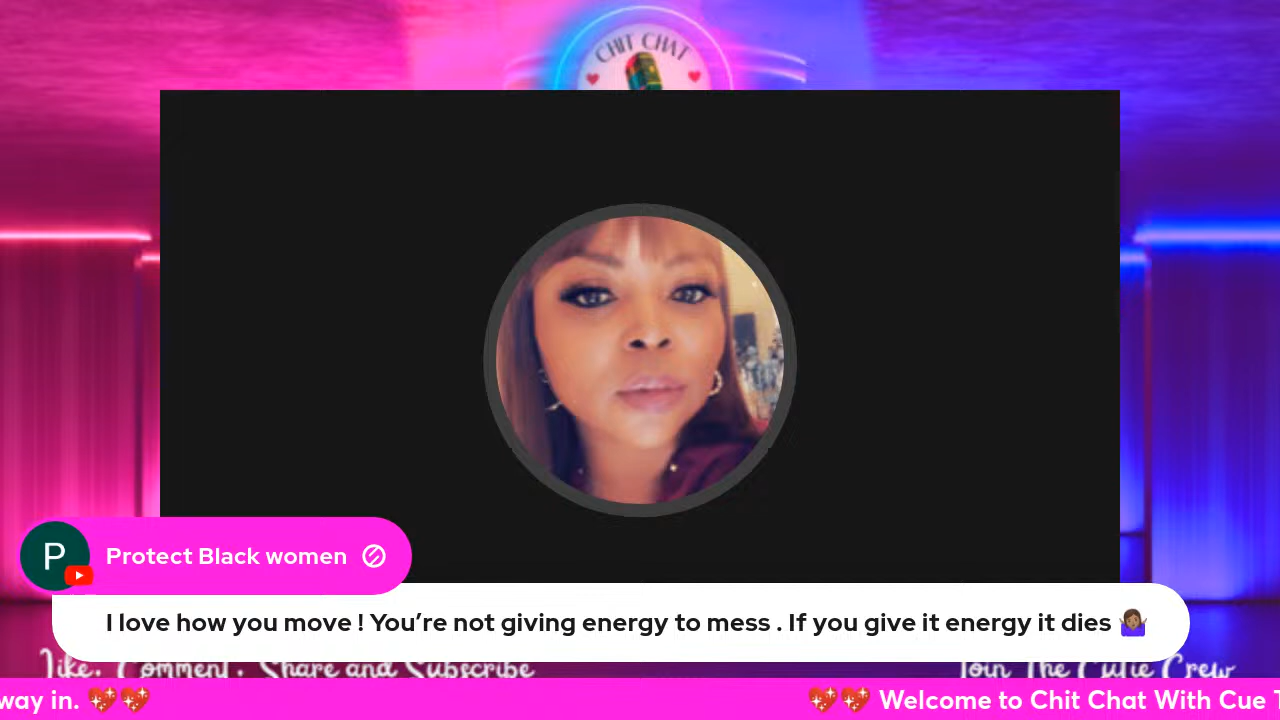 CHIT CHAT
P Protect Black women
I love how you move ! You’re not giving energy to mess . If you give it energy it dies 🤷🏽‍♀️
Like. Comment. Share and Subscribe
Join The Cutie Crew
way in. 💖💖
💖💖 Welcome to Chit Chat With Cue